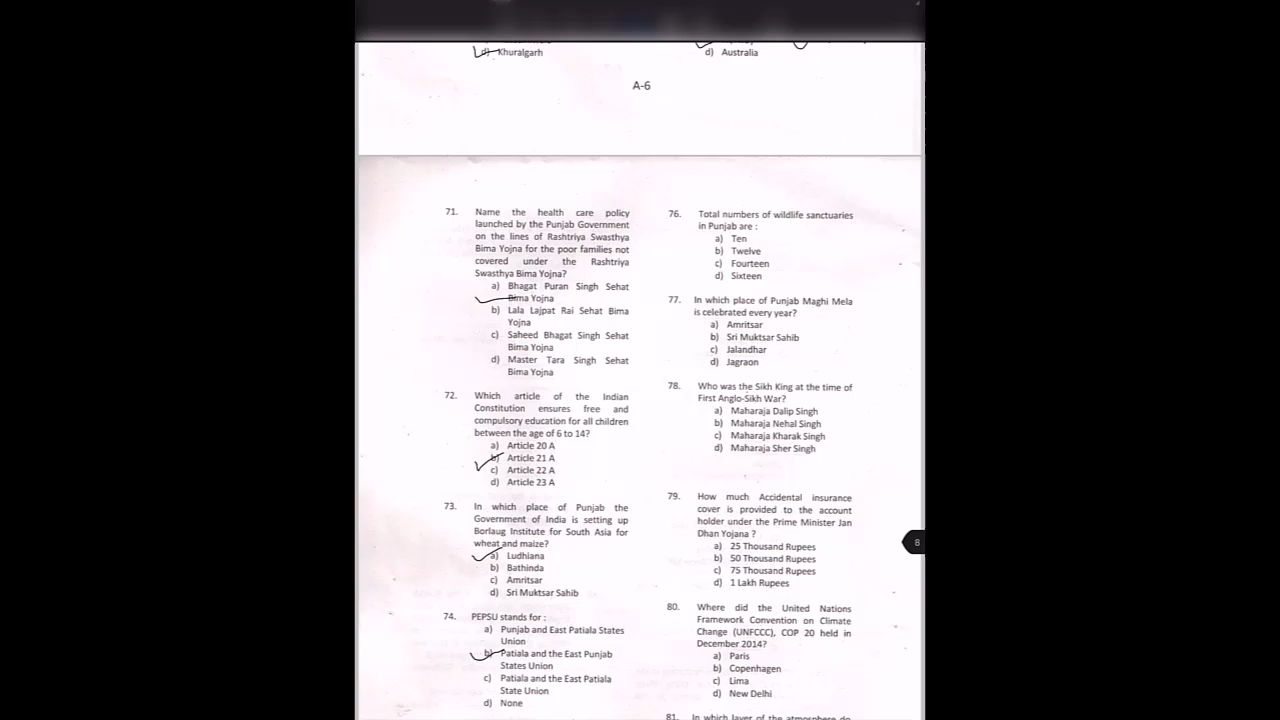 d) Khuralgarh
d) Australia
A-6
71. Name the health care policy
launched by the Punjab Government
on the lines of Rashtriya Swasthya
Bima Yojna for the poor families not
covered under the Rashtriya
Swasthya Bima Yojna?
a) Bhagat Puran Singh Sehat
Bima Yojna
b) Lala Lajpat Rai Sehat Bima
Yojna
c) Saheed Bhagat Singh Sehat
Bima Yojna
d) Master Tara Singh Sehat
Bima Yojna
72. Which article of the Indian
Constitution ensures free and
compulsory education for all children
between the age of 6 to 14?
a) Article 20 A
b) Article 21 A
c) Article 22 A
d) Article 23 A
73. In which place of Punjab the
Government of India is setting up
Borlaug Institute for South Asia for
wheat and maize?
a) Ludhiana
b) Bathinda
c) Amritsar
d) Sri Muktsar Sahib
74. PEPSU stands for :
a) Punjab and East Patiala States
Union
b) Patiala and the East Punjab
States Union
c) Patiala and the East Patiala
State Union
d) None
76. Total numbers of wildlife sanctuaries
in Punjab are :
a) Ten
b) Twelve
c) Fourteen
d) Sixteen
77. In which place of Punjab Maghi Mela
is celebrated every year?
a) Amritsar
b) Sri Muktsar Sahib
c) Jalandhar
d) Jagraon
78. Who was the Sikh King at the time of
First Anglo-Sikh War?
a) Maharaja Dalip Singh
b) Maharaja Nehal Singh
c) Maharaja Kharak Singh
d) Maharaja Sher Singh
79. How much Accidental insurance
cover is provided to the account
holder under the Prime Minister Jan
Dhan Yojana ?
a) 25 Thousand Rupees
b) 50 Thousand Rupees
c) 75 Thousand Rupees
d) 1 Lakh Rupees
8
80. Where did the United Nations
Framework Convention on Climate
Change (UNFCCC), COP 20 held in
December 2014?
a) Paris
b) Copenhagen
c) Lima
d) New Delhi
81. In which layer of the atmosphere do